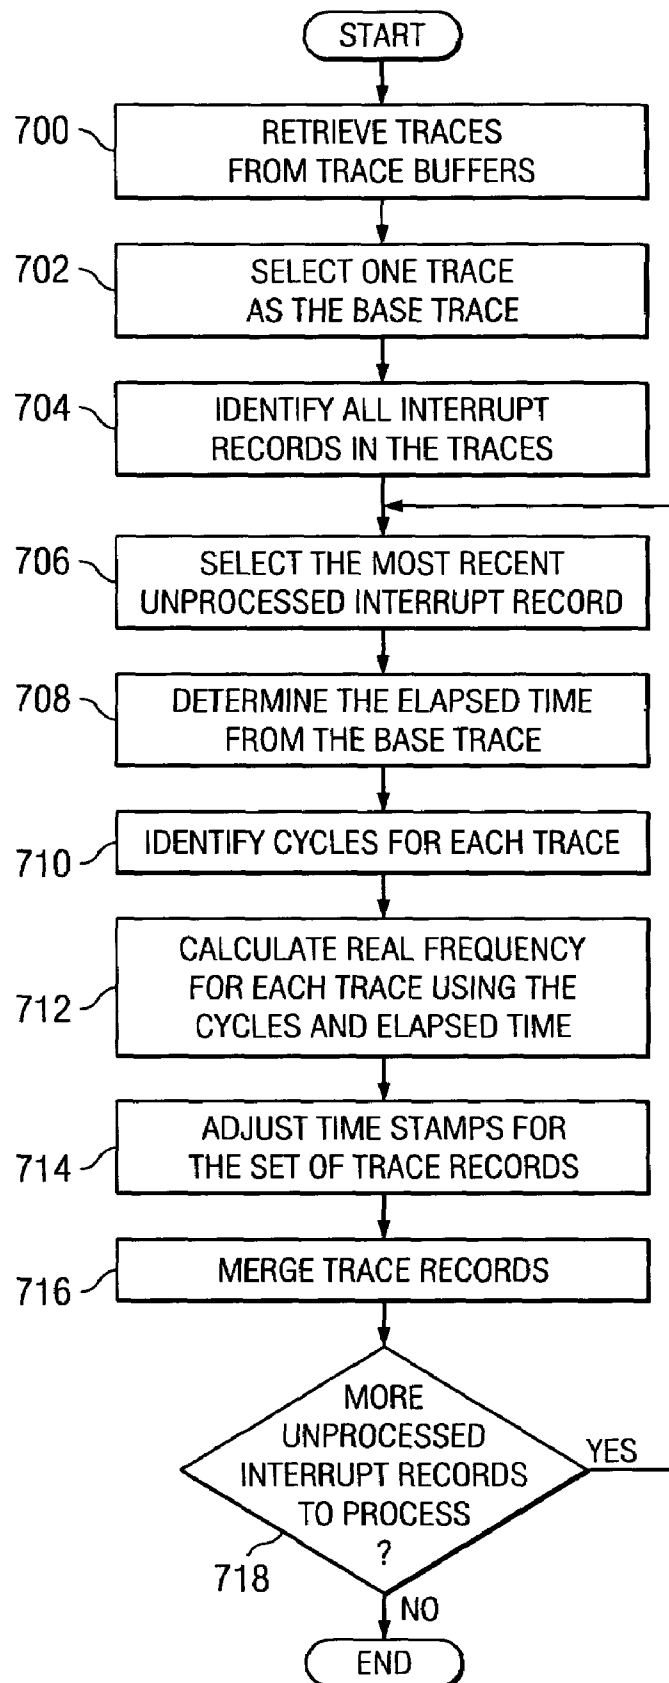 START
700
RETRIEVE TRACES
FROM TRACE BUFFERS
702
SELECT ONE TRACE
AS THE BASE TRACE
704
IDENTIFY ALL INTERRUPT
RECORDS IN THE TRACES
706
SELECT THE MOST RECENT
UNPROCESSED INTERRUPT RECORD
708
DETERMINE THE ELAPSED TIME
FROM THE BASE TRACE
710
IDENTIFY CYCLES FOR EACH TRACE
712
CALCULATE REAL FREQUENCY
FOR EACH TRACE USING THE
CYCLES AND ELAPSED TIME
714
ADJUST TIME STAMPS FOR
THE SET OF TRACE RECORDS
716
MERGE TRACE RECORDS
MORE
UNPROCESSED
INTERRUPT RECORDS
TO PROCESS
?
YES
718
NO
END